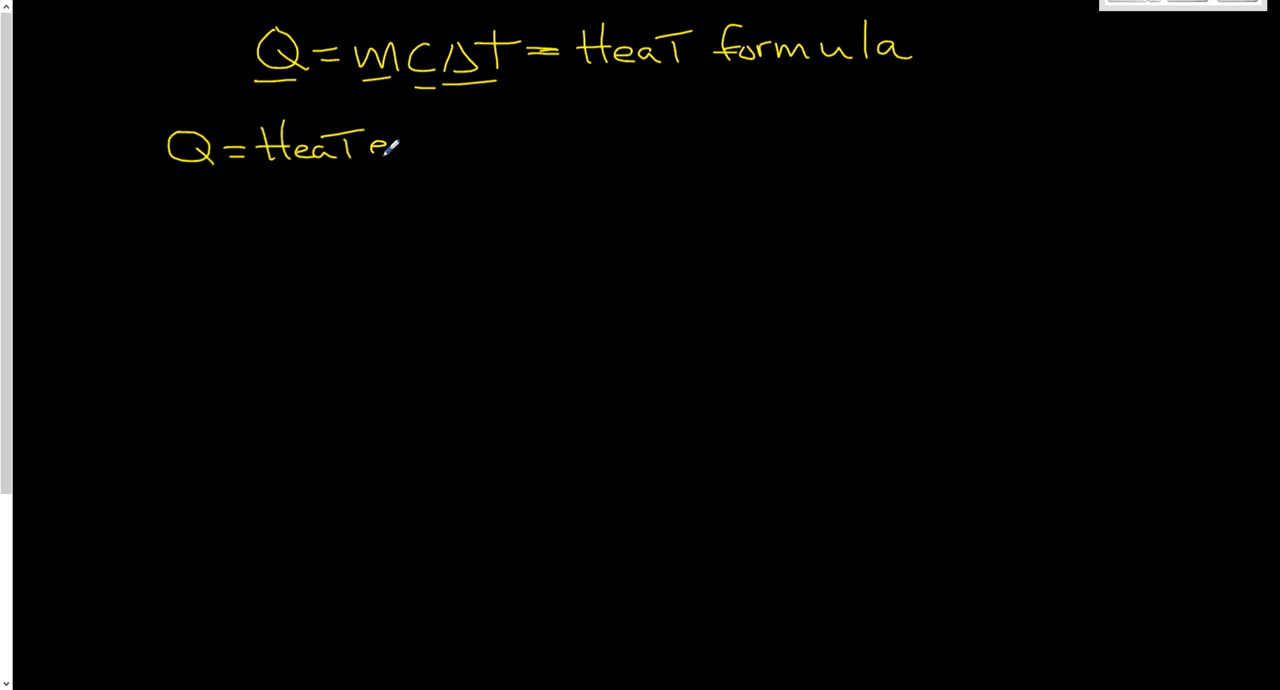 Q = mcΔt = HeaT formula
Q = HeaT e